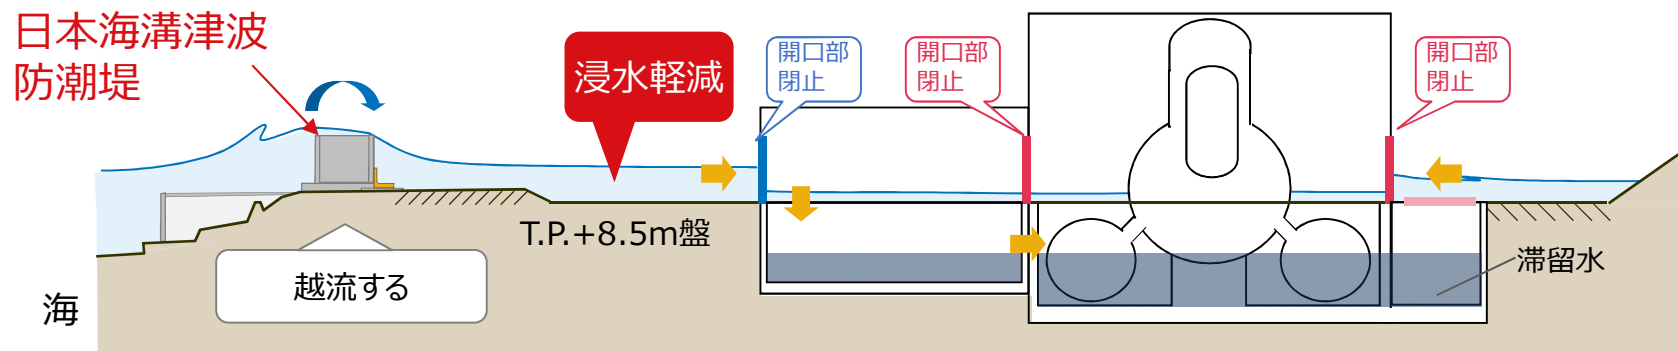 日本海溝津波
防潮堤
浸水軽減
開口部
閉止
開口部
閉止
開口部
閉止
T.P.+8.5m盤
越流する
滞留水
海